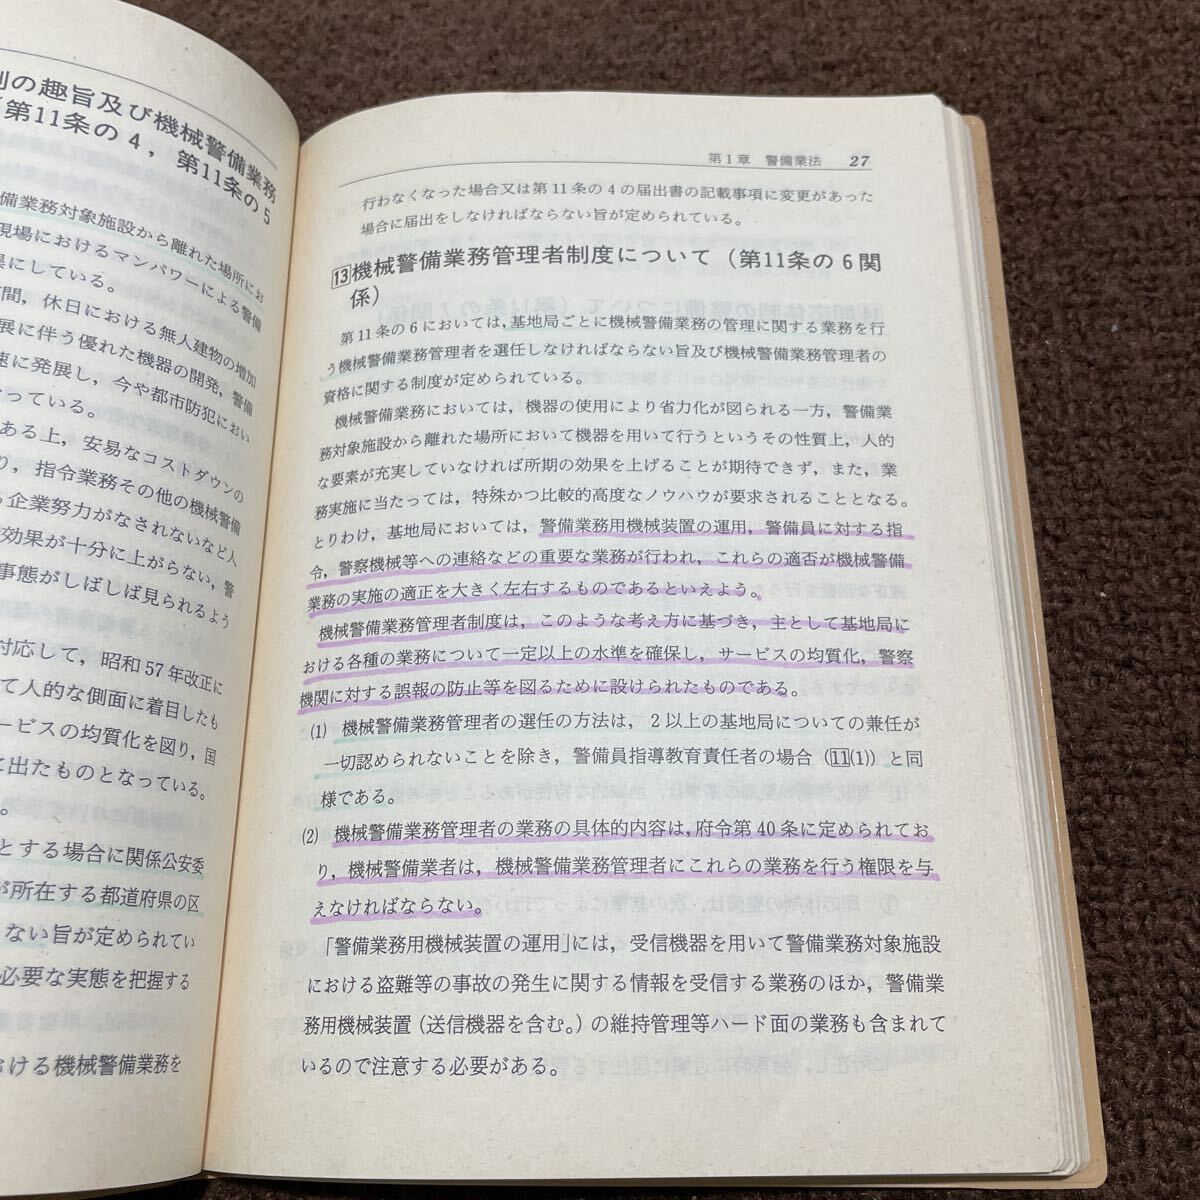 別の趣旨及び機械警備業務
(第11条の4，第11条の5
備業務対象施設から離れた場所にお
現場におけるマンパワーによる警備
にしている。
間，休日における無人建物の増加
展に伴う優れた機器の開発，警備
速に発展し，今や都市防犯におい
っている。
ある上，安易なコストダウンの
り，指令業務その他の機械警備
企業努力がなされないなど人
効果が十分に上がらない，警
事態がしばしば見られるよう
対応して，昭和57年改正に
て人的な側面に着目したも
ービスの均質化を図り，国
に出たものとなっている。
。
とする場合に関係公安委
が所在する都道府県の区
ない旨が定められてい
必要な実態を把握する
ける機械警備業務を
第1章 警備業法 27
行わなくなった場合又は第11条の4の届出書の記載事項に変更があった
場合に届出をしなければならない旨が定められている。
13 機械警備業務管理者制度について（第11条の6関
係）
第11条の6においては，基地局ごとに機械警備業務の管理に関する業務を行
う機械警備業務管理者を選任しなければならない旨及び機械警備業務管理者の
資格に関する制度が定められている。
機械警備業務においては，機器の使用により省力化が図られる一方，警備業
務対象施設から離れた場所において機器を用いて行うというその性質上，人的
な要素が充実していなければ所期の効果を上げることが期待できず，また，業
務実施に当たっては，特殊かつ比較的高度なノウハウが要求されることとなる。
とりわけ，基地局においては，警備業務用機械装置の運用，警備員に対する指
令，警察機械等への連絡などの重要な業務が行われ，これらの適否が機械警備
業務の実施の適正を大きく左右するものであるといえよう。
機械警備業務管理者制度は，このような考え方に基づき，主として基地局に
おける各種の業務について一定以上の水準を確保し，サービスの均質化，警察
機関に対する誤報の防止等を図るために設けられたものである。
(1) 機械警備業務管理者の選任の方法は，2以上の基地局についての兼任が
一切認められないことを除き，警備員指導教育責任者の場合（11(1)）と同
様である。
(2) 機械警備業務管理者の業務の具体的内容は，府令第40条に定められてお
り，機械警備業者は，機械警備業務管理者にこれらの業務を行う権限を与
えなければならない。
「警備業務用機械装置の運用」には，受信機器を用いて警備業務対象施設
における盗難等の事故の発生に関する情報を受信する業務のほか，警備業
務用機械装置（送信機器を含む。）の維持管理等ハード面の業務も含まれて
いるので注意する必要がある。